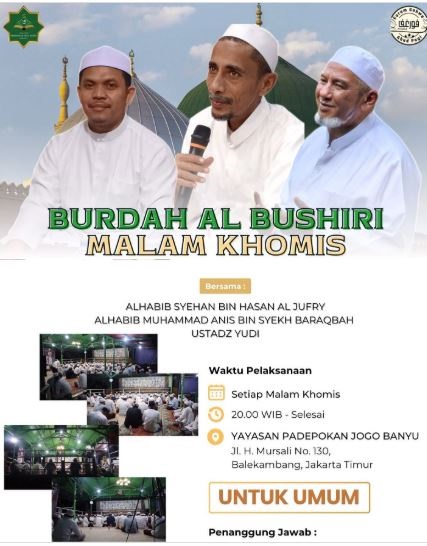 BURDAH AL BUSHIRI
MALAM KHOMIS
Bersama :
ALHABIB SYEHAN BIN HASAN AL JUFRY
ALHABIB MUHAMMAD ANIS BIN SYEKH BARAQBAH
USTADZ YUDI
Waktu Pelaksanaan
Setiap Malam Khomis
20.00 WIB - Selesai
YAYASAN PADEPOKAN JOGO BANYU
Jl. H. Mursali No. 130,
Balekambang, Jakarta Timur
UNTUK UMUM
Penanggung Jawab :